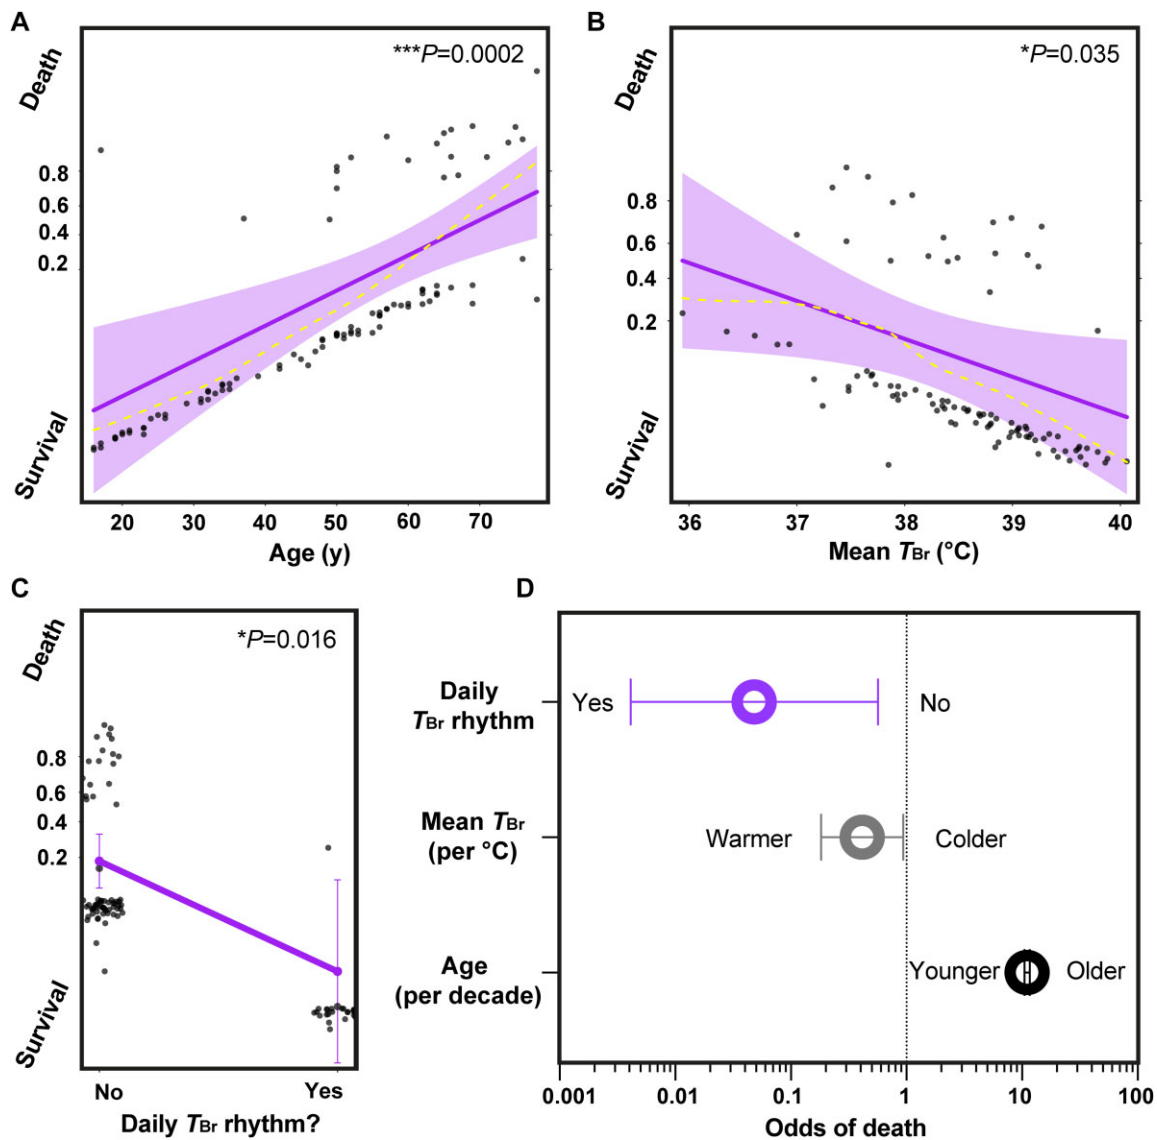 A
***P=0.0002
Death
0.8
0.6
0.4
0.2
Survival
20 30 40 50 60 70
Age (y)
B
*P=0.035
Death
0.8
0.6
0.4
0.2
Survival
36 37 38 39 40
Mean TBr (°C)
C
*P=0.016
Death
0.8
0.6
0.4
0.2
Survival
No Yes
Daily TBr rhythm?
D
Daily
TBr rhythm
Yes No
Mean TBr
(per °C)
Warmer Colder
Age
(per decade)
Younger Older
0.001 0.01 0.1 1 10 100
Odds of death